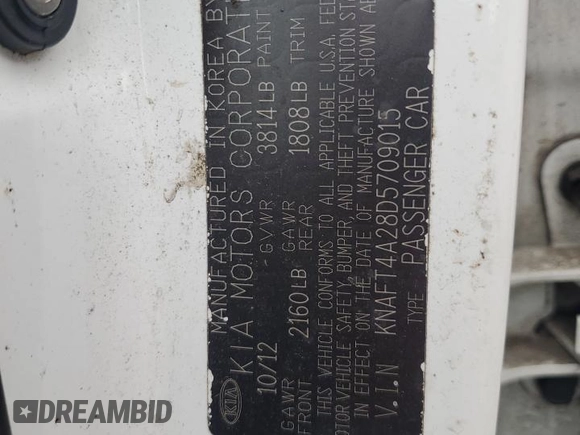 MANUFACTURED IN KOREA BY
KIA MOTORS CORPORAT
10/12 GVWR 3814LB PAINT
GAWR FRONT 2160LB GAWR REAR 1808LB TRIM
THIS VEHICLE CONFORMS TO ALL APPLICABLE U.S.A. FED
OTOR VEHICLE SAFETY, BUMPER, AND THEFT PREVENTION ST
IN EFFECT ON THE DATE OF MANUFACTURE SHOWN AB
V.I.N KNAFT4A28D5709015
TYPE PASSENGER CAR
KIA
DREAMBID